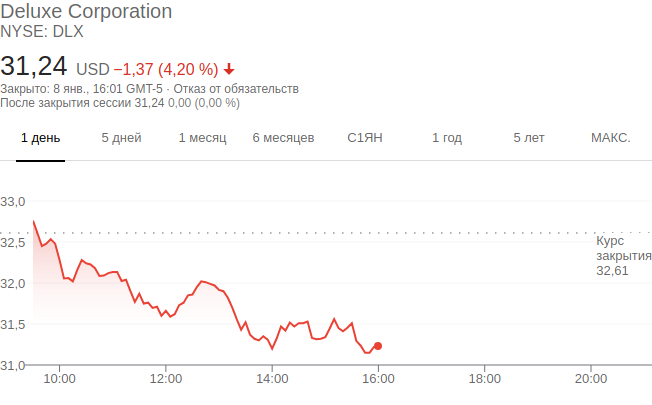 Deluxe Corporation
NYSE: DLX
31,24 USD −1,37 (4,20 %)
Закрыто: 8 янв., 16:01 GMT-5 · Отказ от обязательств
После закрытия сессии 31,24 0,00 (0,00 %)
1 день 5 дней 1 месяц 6 месяцев С1ЯН 1 год 5 лет МАКС.
33,0
32,5
32,0
31,5
31,0
Курс
закрытия
32,61
10:00 12:00 14:00 16:00 18:00 20:00